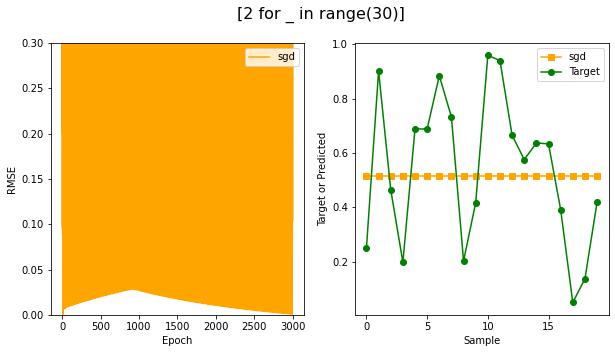 [2 for _ in range(30)]
0.30
0.25
0.20
0.15
0.10
0.05
0.00
RMSE
0 500 1000 1500 2000 2500 3000
Epoch
sgd
1.0
0.8
0.6
0.4
0.2
Target or Predicted
0 5 10 15
Sample
sgd
Target